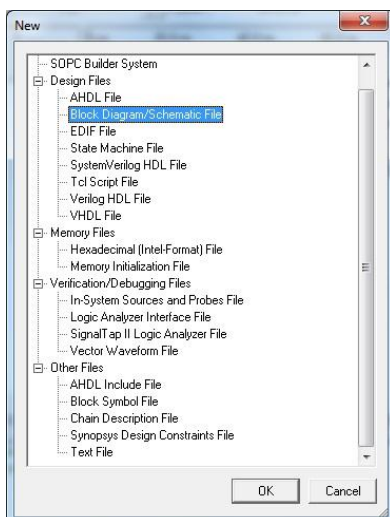 New
SOPC Builder System
Design Files
AHDL File
Block Diagram/Schematic File
EDIF File
State Machine File
SystemVerilog HDL File
Tcl Script File
Verilog HDL File
VHDL File
Memory Files
Hexadecimal (Intel-Format) File
Memory Initialization File
Verification/Debugging Files
In-System Sources and Probes File
Logic Analyzer Interface File
SignalTap II Logic Analyzer File
Vector Waveform File
Other Files
AHDL Include File
Block Symbol File
Chain Description File
Synopsys Design Constraints File
Text File
OK Cancel